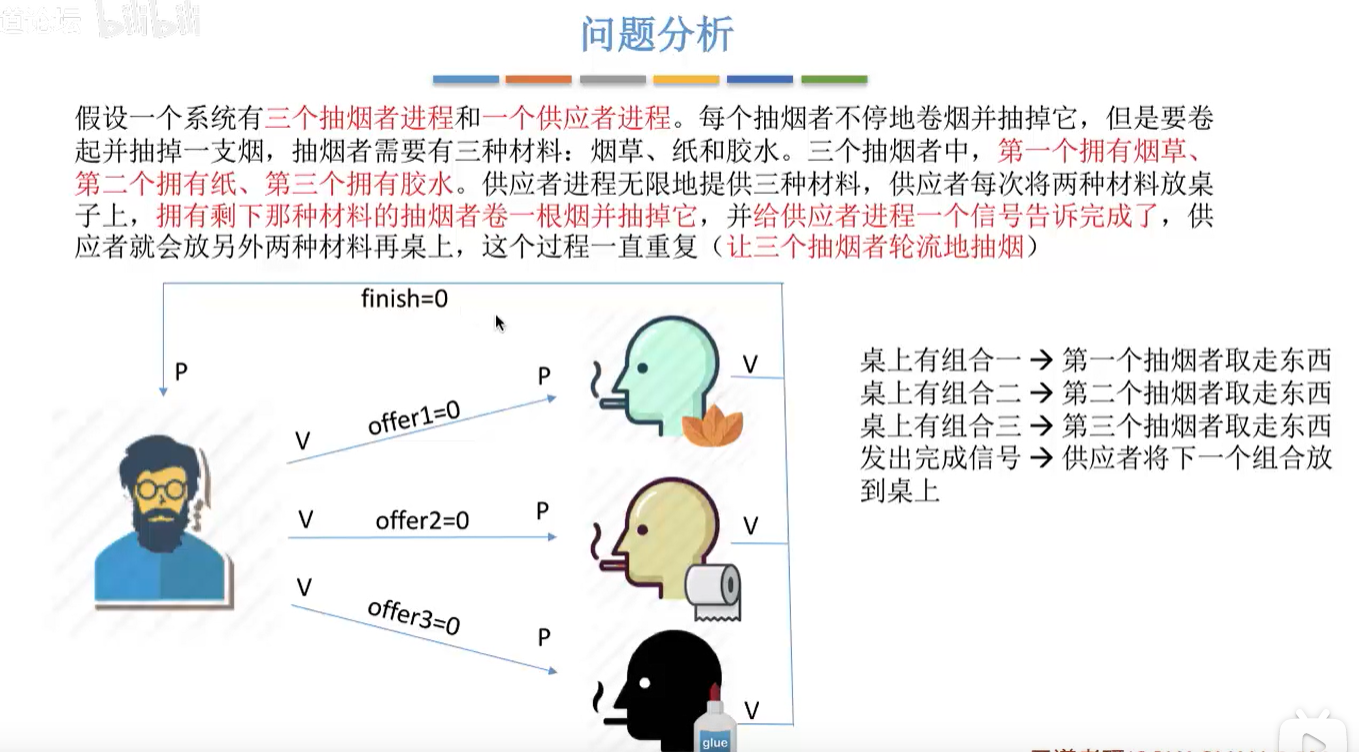 道论坛 bilibili
问题分析
假设一个系统有三个抽烟者进程和一个供应者进程。每个抽烟者不停地卷烟并抽掉它，但是要卷
起并抽掉一支烟，抽烟者需要有三种材料：烟草、纸和胶水。三个抽烟者中，第一个拥有烟草、
第二个拥有纸、第三个拥有胶水。供应者进程无限地提供三种材料，供应者每次将两种材料放桌
子上，拥有剩下那种材料的抽烟者卷一根烟并抽掉它，并给供应者进程一个信号告诉完成了，供
应者就会放另外两种材料再桌上，这个过程一直重复（让三个抽烟者轮流地抽烟）
finish=0
P
V offer1=0 P V
V offer2=0 P V
V offer3=0 P V
glue
桌上有组合一 → 第一个抽烟者取走东西
桌上有组合二 → 第二个抽烟者取走东西
桌上有组合三 → 第三个抽烟者取走东西
发出完成信号 → 供应者将下一个组合放
到桌上